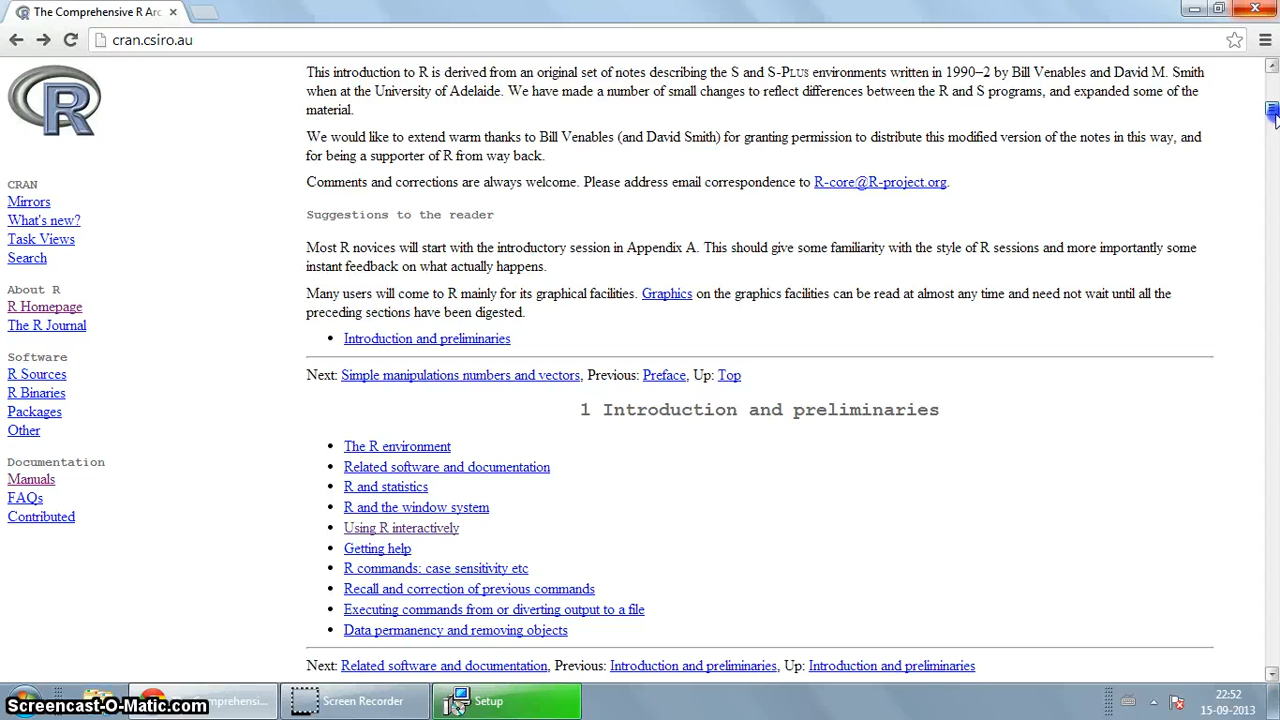 The Comprehensive R Arc
cran.csiro.au
R
CRAN
Mirrors
What's new?
Task Views
Search
About R
R Homepage
The R Journal
Software
R Sources
R Binaries
Packages
Other
Documentation
Manuals
FAQs
Contributed
This introduction to R is derived from an original set of notes describing the S and S-PLUS environments written in 1990–2 by Bill Venables and David M. Smith
when at the University of Adelaide. We have made a number of small changes to reflect differences between the R and S programs, and expanded some of the
material.
We would like to extend warm thanks to Bill Venables (and David Smith) for granting permission to distribute this modified version of the notes in this way, and
for being a supporter of R from way back.
Comments and corrections are always welcome. Please address email correspondence to R-core@R-project.org.
Suggestions to the reader
Most R novices will start with the introductory session in Appendix A. This should give some familiarity with the style of R sessions and more importantly some
instant feedback on what actually happens.
Many users will come to R mainly for its graphical facilities. Graphics on the graphics facilities can be read at almost any time and need not wait until all the
preceding sections have been digested.
• Introduction and preliminaries
Next: Simple manipulations numbers and vectors, Previous: Preface, Up: Top
1 Introduction and preliminaries
• The R environment
• Related software and documentation
• R and statistics
• R and the window system
• Using R interactively
• Getting help
• R commands: case sensitivity etc
• Recall and correction of previous commands
• Executing commands from or diverting output to a file
• Data permanency and removing objects
Next: Related software and documentation, Previous: Introduction and preliminaries, Up: Introduction and preliminaries
Screencast-O-Matic.com
Comprehensi...
Screen Recorder
Setup
22:52
15-09-2013